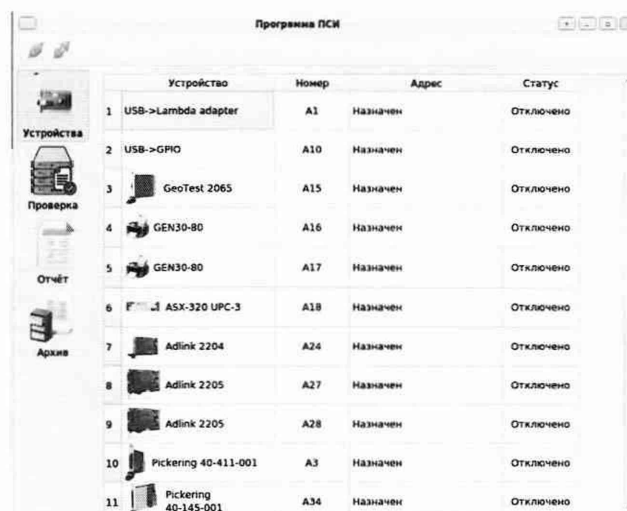 Программа ПСИ
Устройства
Проверка
Отчёт
Архив
Устройство Номер Адрес Статус
1 USB->Lambda adapter A1 Назначен Отключено
2 USB->GPIO A10 Назначен Отключено
3 GeoTest 2065 A15 Назначен Отключено
4 GEN30-80 A16 Назначен Отключено
5 GEN30-80 A17 Назначен Отключено
6 ASX-320 UPC-3 A18 Назначен Отключено
7 Adlink 2204 A24 Назначен Отключено
8 Adlink 2205 A27 Назначен Отключено
9 Adlink 2205 A28 Назначен Отключено
10 Pickering 40-411-001 A3 Назначен Отключено
11 Pickering
40-145-001 A34 Назначен Отключено